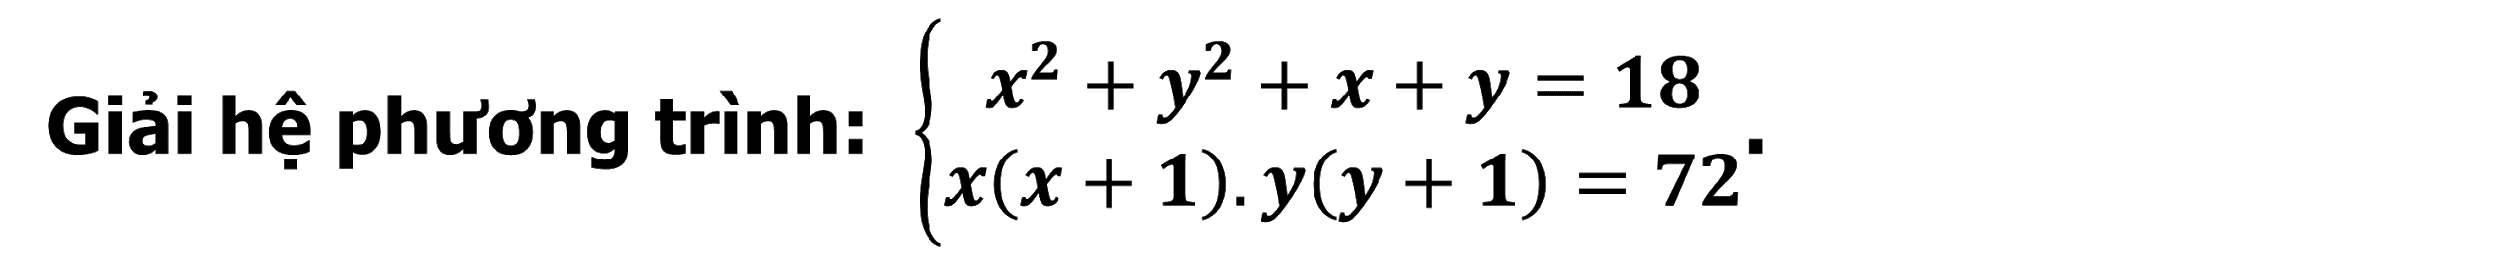 Giải hệ phương trình: { x² + y² + x + y = 18
x(x + 1). y(y + 1) = 72 .